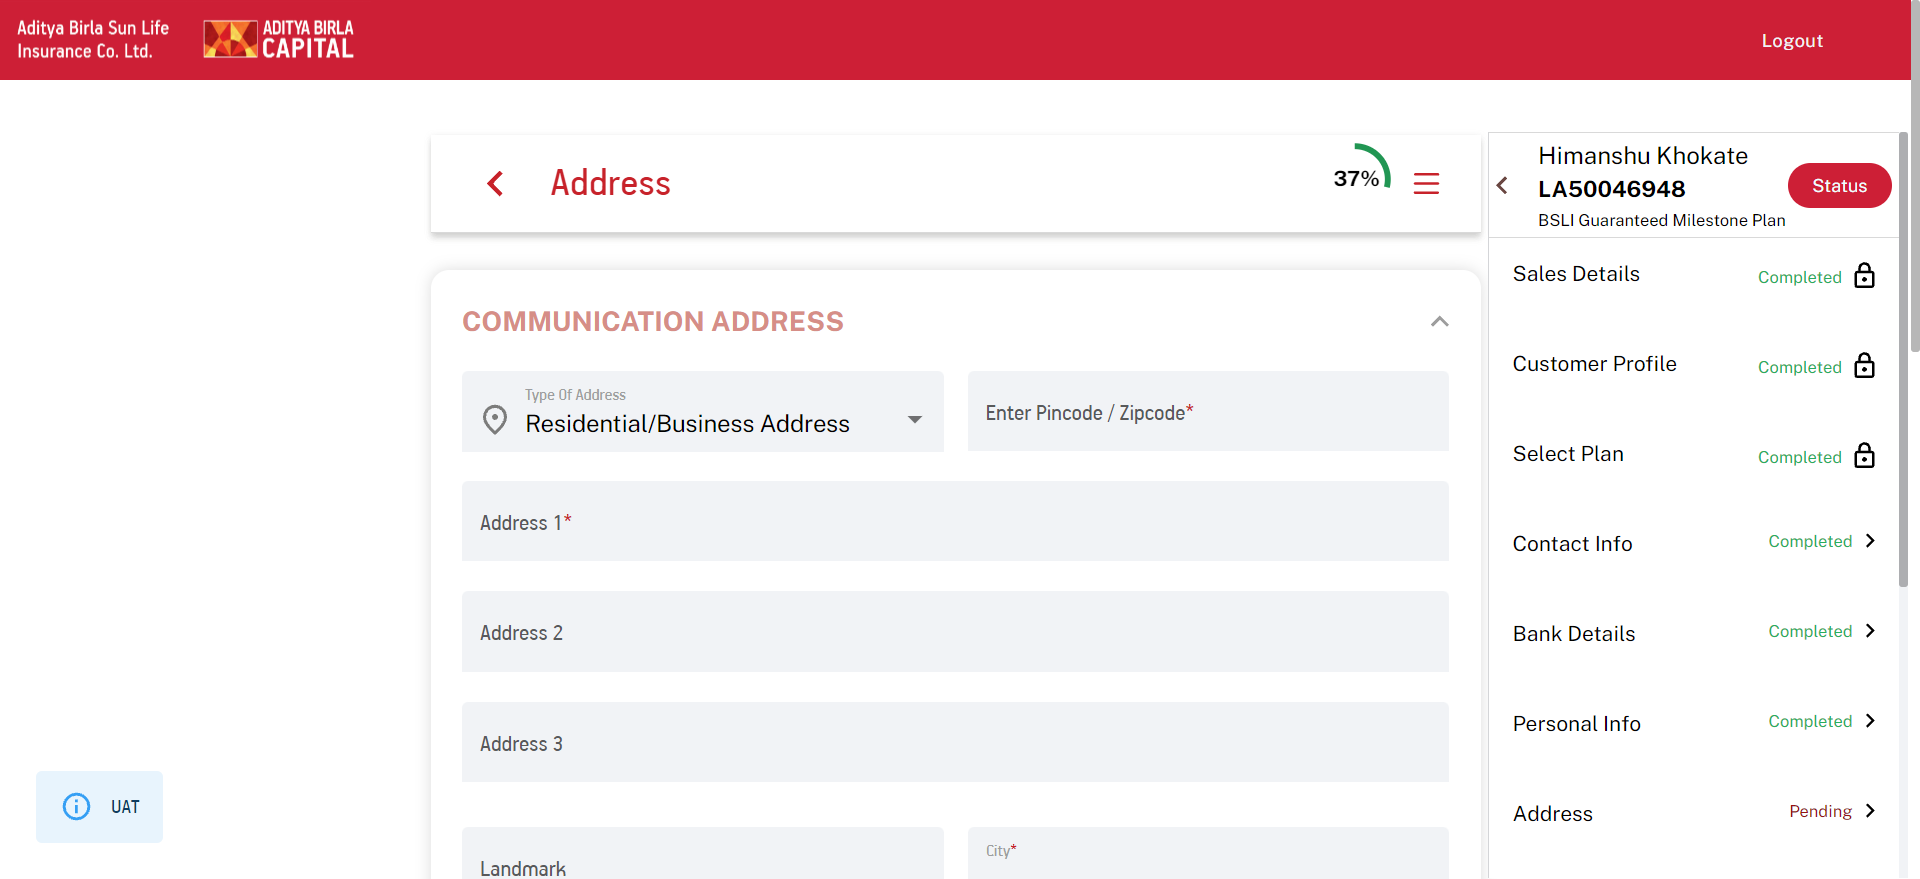 Aditya Birla Sun Life
Insurance Co. Ltd.
ADITYA BIRLA
CAPITAL
Logout
Address
37%
COMMUNICATION ADDRESS
Type Of Address
Residential/Business Address
Enter Pincode / Zipcode*
Address 1*
Address 2
Address 3
Landmark
City*
UAT
Himanshu Khokate
LA50046948
BSLI Guaranteed Milestone Plan
Status
Sales Details Completed
Customer Profile Completed
Select Plan Completed
Contact Info Completed
Bank Details Completed
Personal Info Completed
Address Pending